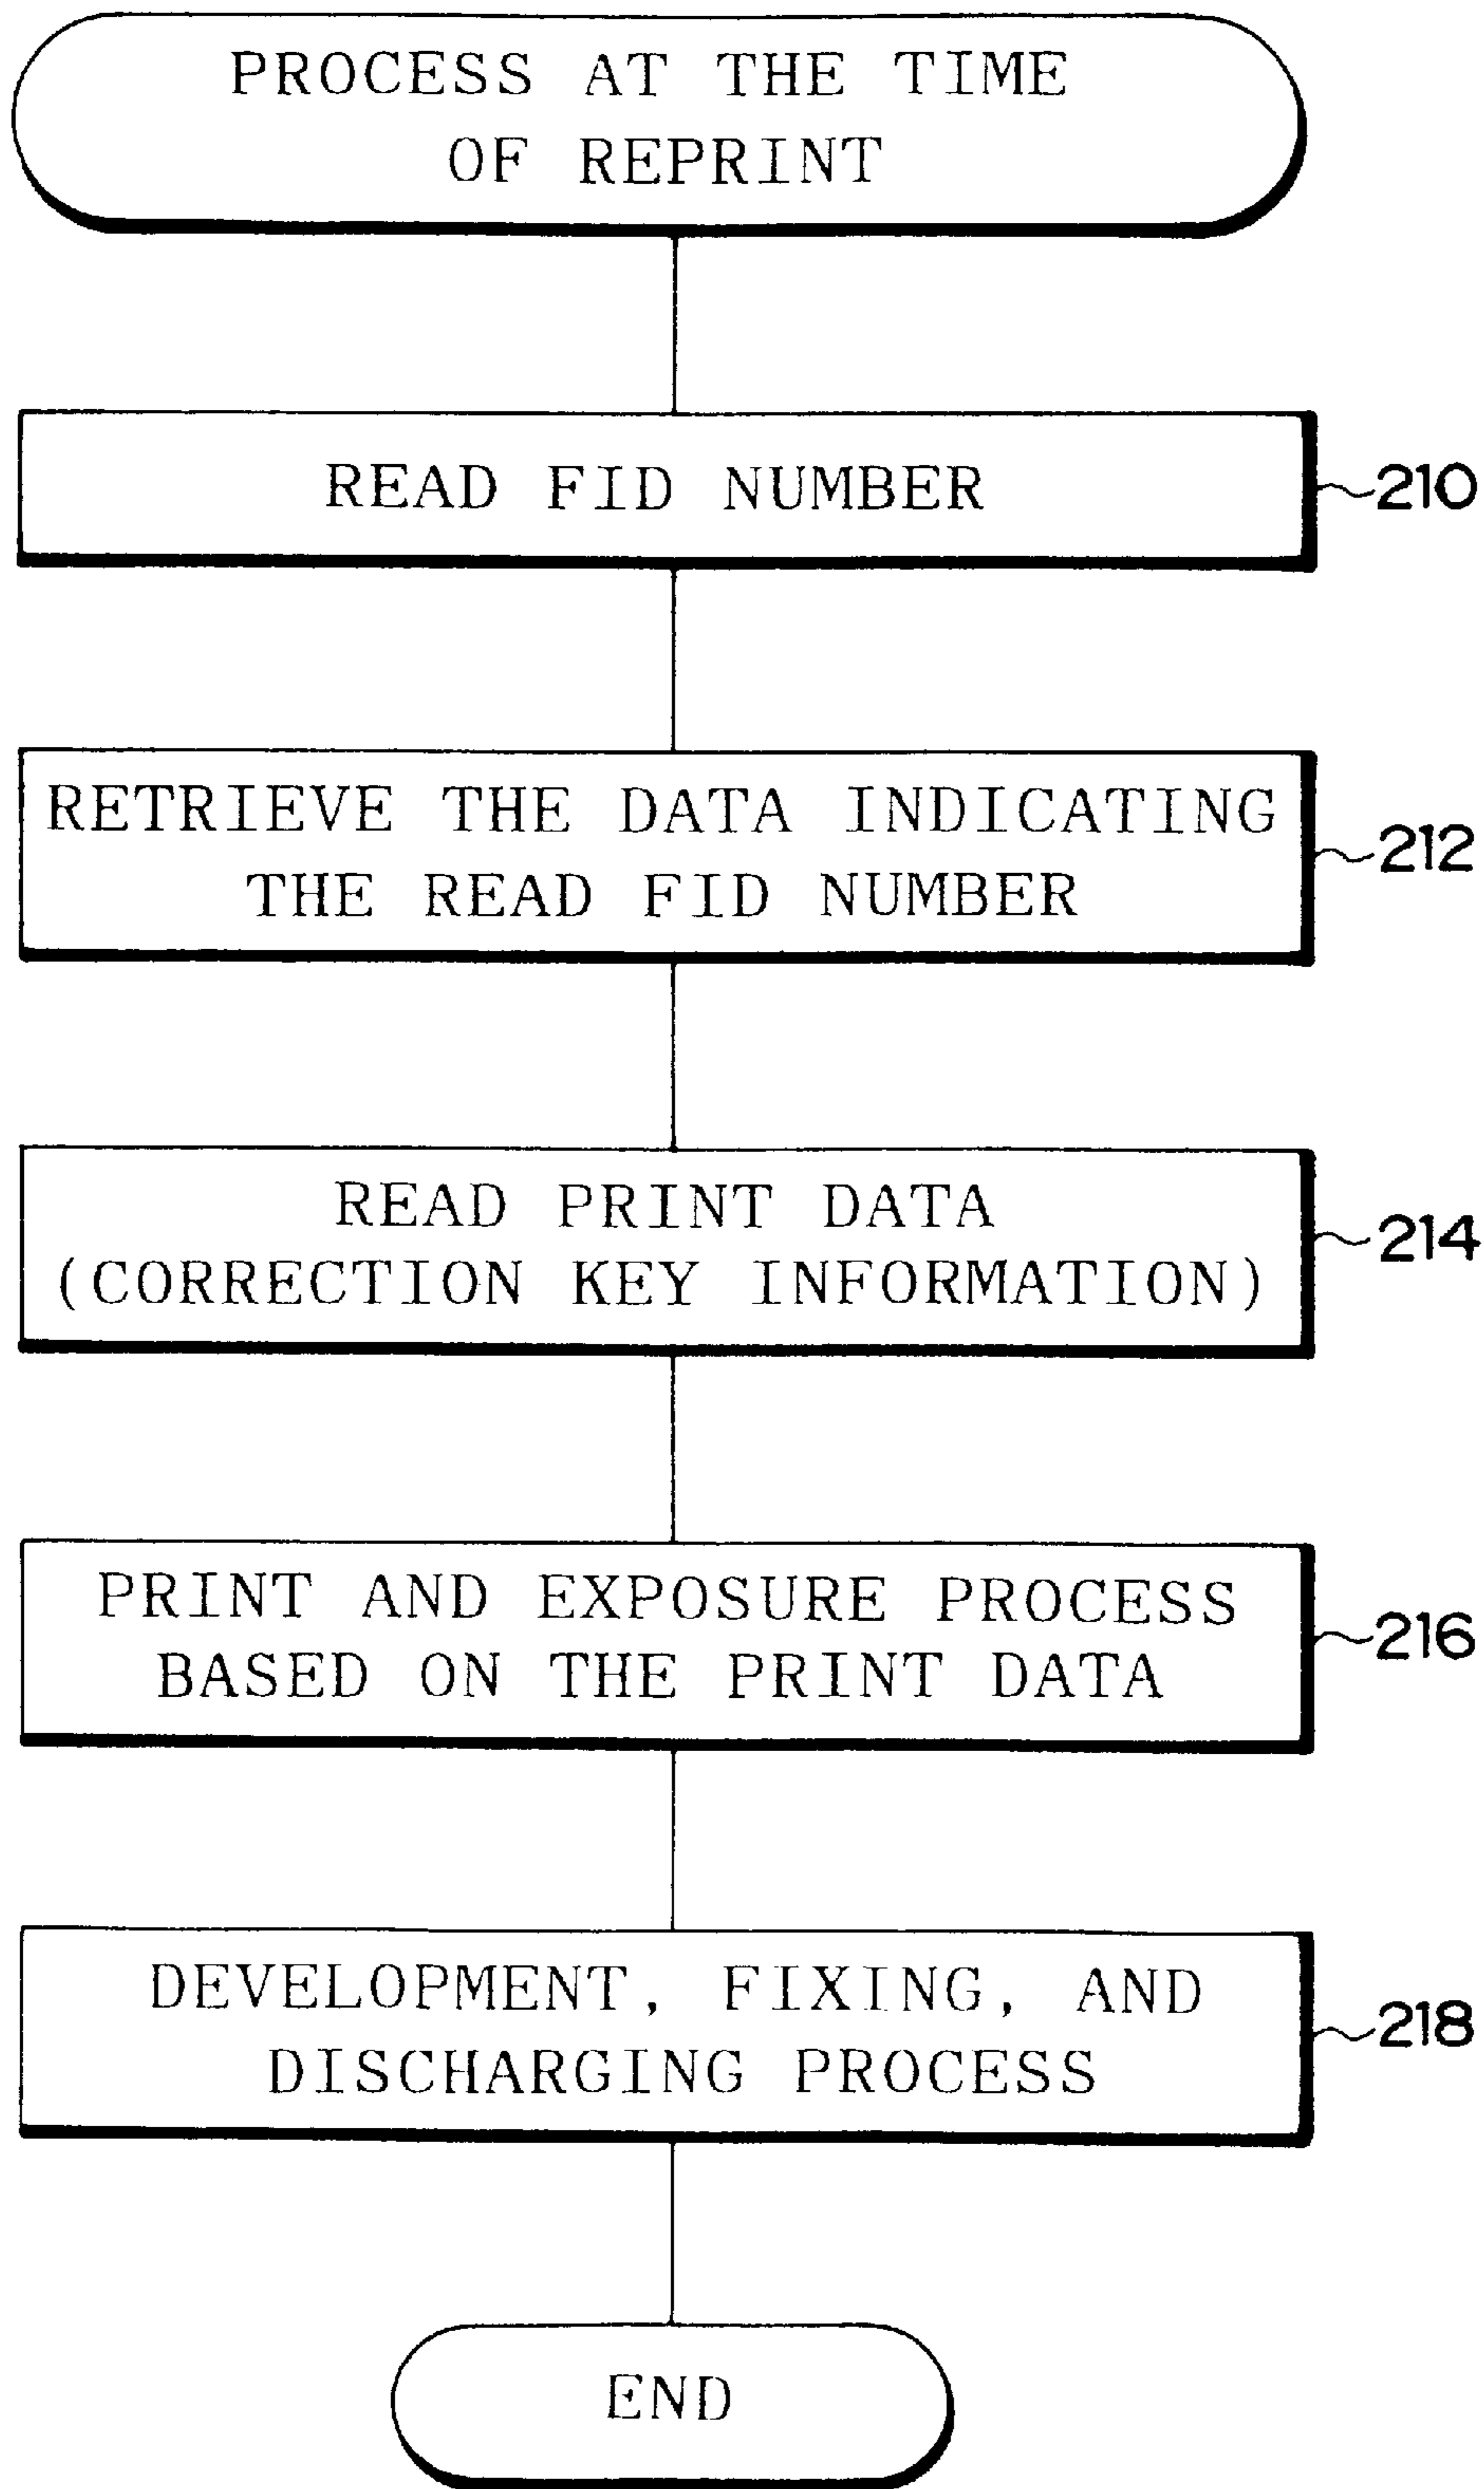 PROCESS AT THE TIME
OF REPRINT
READ FID NUMBER
210
RETRIEVE THE DATA INDICATING
THE READ FID NUMBER
212
READ PRINT DATA
(CORRECTION KEY INFORMATION)
214
PRINT AND EXPOSURE PROCESS
BASED ON THE PRINT DATA
216
DEVELOPMENT, FIXING, AND
DISCHARGING PROCESS
218
END